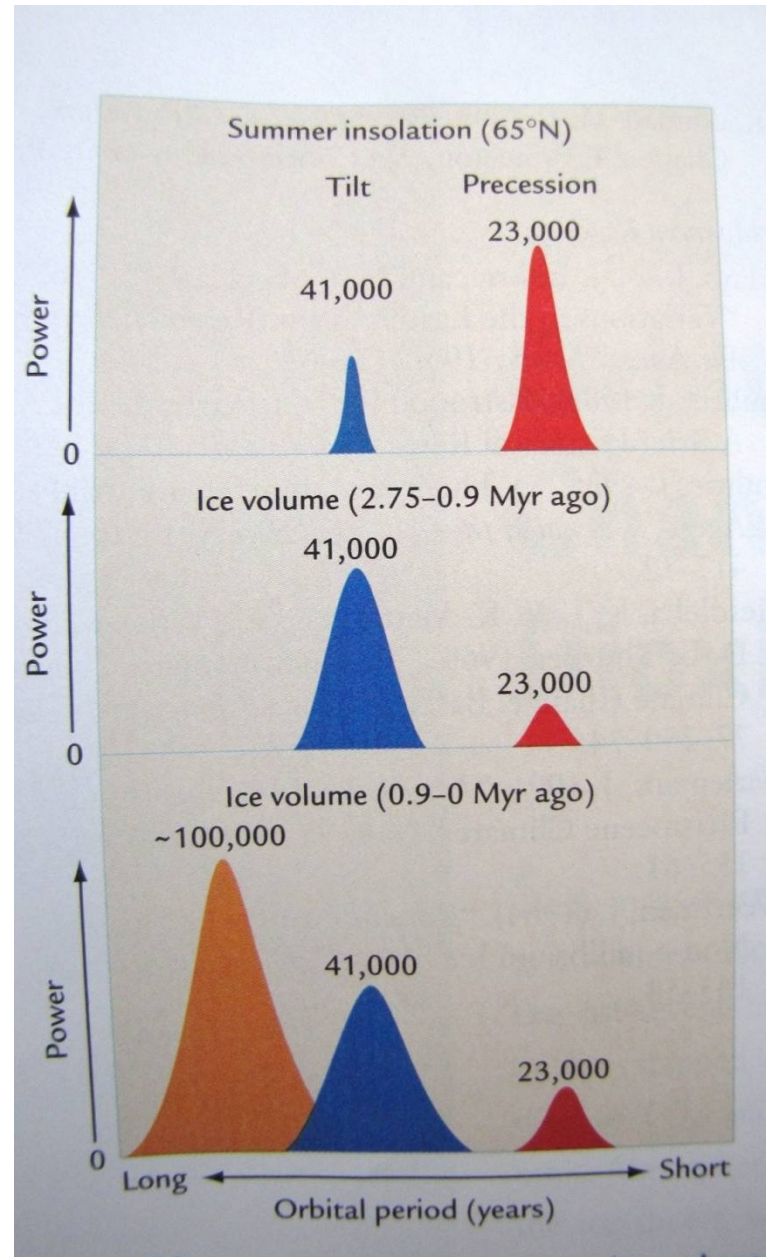 Summer insolation (65°N)
Tilt
Precession
23,000
41,000
Power
0
Ice volume (2.75–0.9 Myr ago)
41,000
23,000
Power
0
Ice volume (0.9–0 Myr ago)
~100,000
41,000
23,000
Power
0
Long
Short
Orbital period (years)